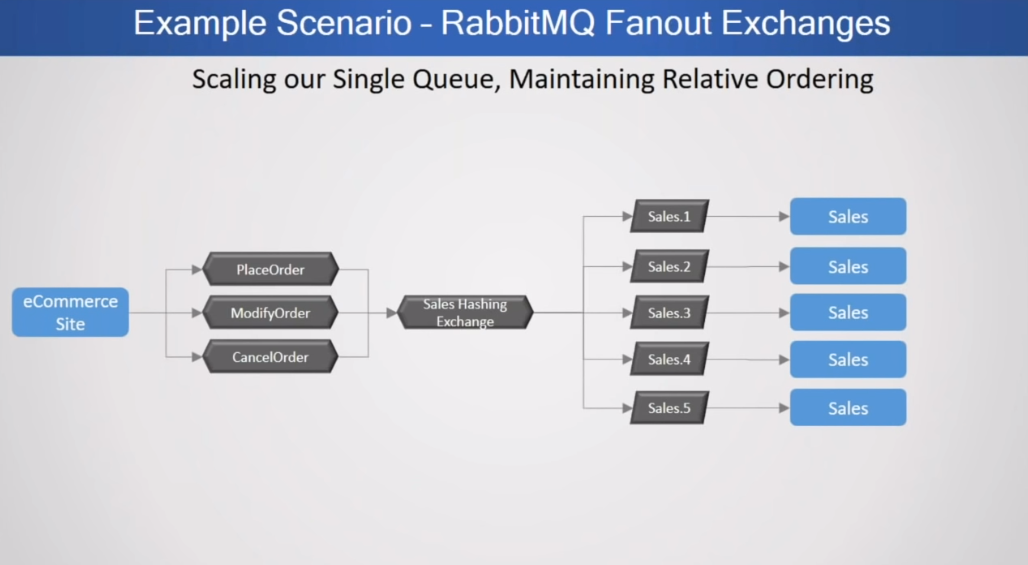 Example Scenario - RabbitMQ Fanout Exchanges
Scaling our Single Queue, Maintaining Relative Ordering
eCommerce
Site
PlaceOrder
ModifyOrder
CancelOrder
Sales Hashing
Exchange
Sales.1
Sales
Sales.2
Sales
Sales.3
Sales
Sales.4
Sales
Sales.5
Sales